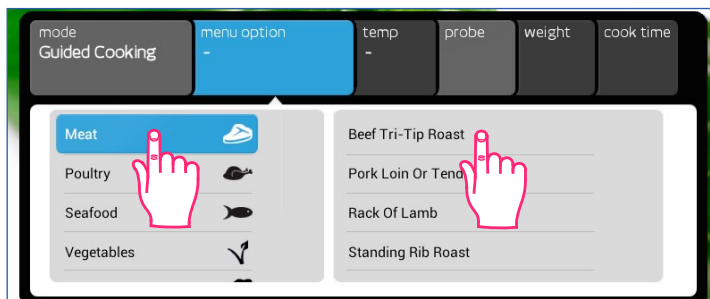 mode
Guided Cooking
menu option
-
temp
-
probe
weight
cook time
Meat
Poultry
Seafood
Vegetables
Beef Tri-Tip Roast
Pork Loin Or
Rack Of Lamb
Standing Rib Roast